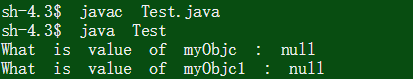 sh-4.3$ javac Test.java
sh-4.3$ java Test
What is value of myObjc : null
What is value of myObjc1 : null